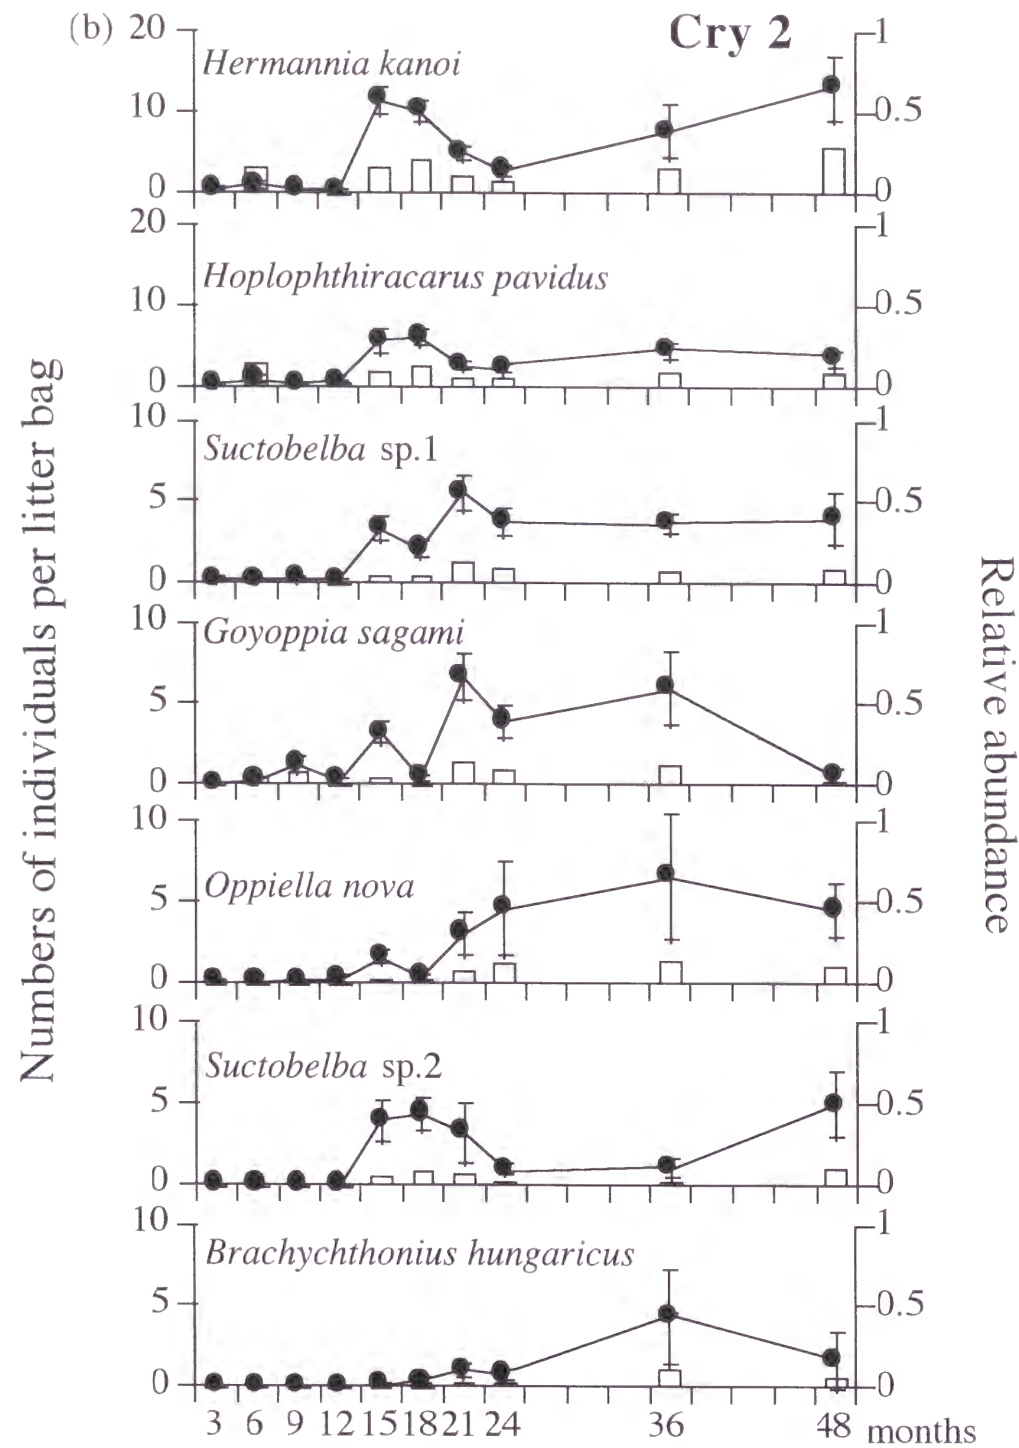 (b) 20 Cry 2 1
Hermannia kanoi
10 0.5
0 0
20 1
Hoplophthiracarus pavidus
10 0.5
0 0
10 1
Suctobelba sp.1
5 0.5
0 0
10 1
Goyoppia sagami
5 0.5
0 0
10 1
Oppiella nova
5 0.5
0 0
10 1
Suctobelba sp.2
5 0.5
0 0
10 1
Brachychthonius hungaricus
5 0.5
0 0
3 6 9 12 15 18 21 24 36 48 months
Numbers of individuals per litter bag
Relative abundance